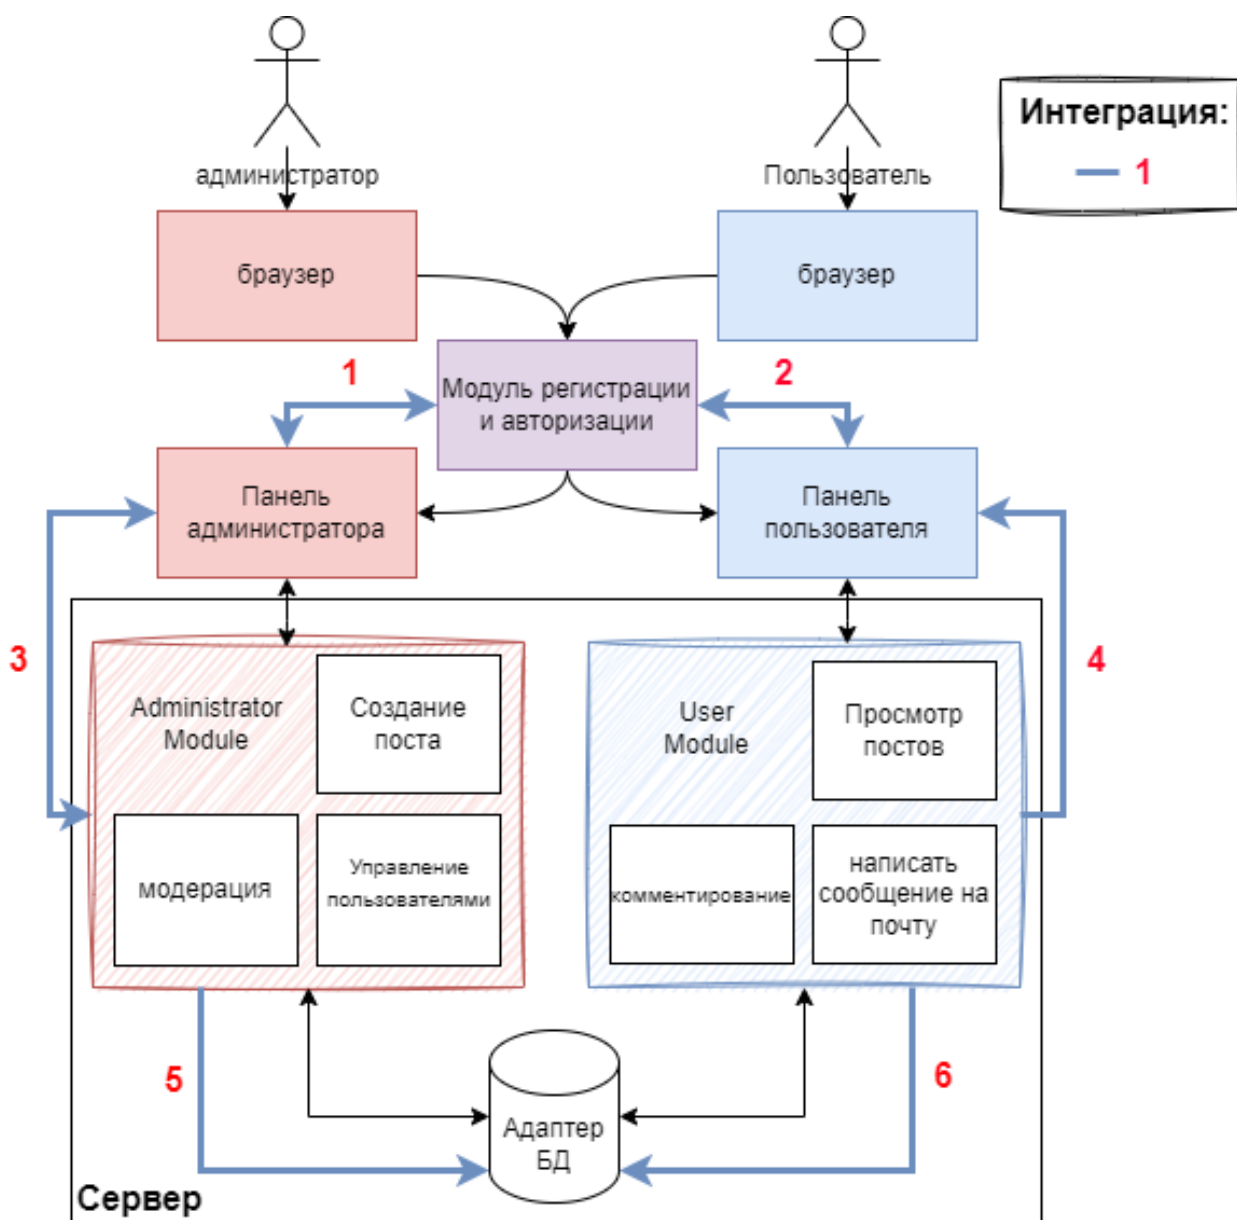 администратор
Пользователь
Интеграция:
1
браузер
браузер
1
2
Модуль регистрации
и авторизации
Панель
администратора
Панель
пользователя
3
4
Administrator
Module
Создание
поста
модерация
Управление
пользователями
User
Module
Просмотр
постов
комментирование
написать
сообщение на
почту
5
6
Адаптер
БД
Сервер